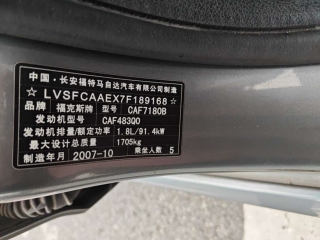 中国·长安福特马自达汽车有限公司制造
☆LVSFCAAEX7F189168☆
品牌 福克斯牌 型号 CAF7180B
发动机型号 CAF483Q0
发动机排量/额定功率 1.8L/91.4kW
最大设计总质量 1705kg
制造年月 2007-10 乘坐人数 5